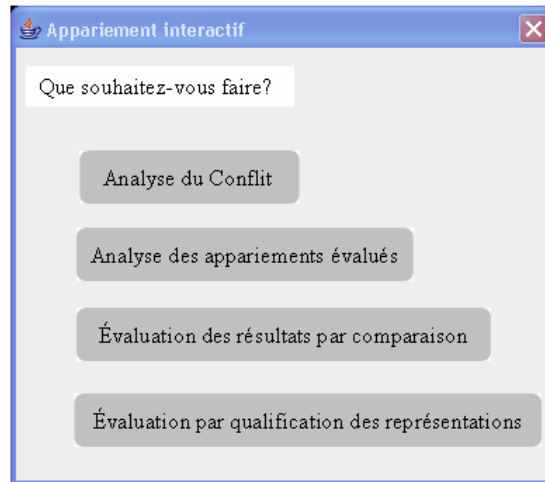 Appariement interactif
Que souhaitez-vous faire?
Analyse du Conflit
Analyse des appariements évalués
Évaluation des résultats par comparaison
Évaluation par qualification des représentations